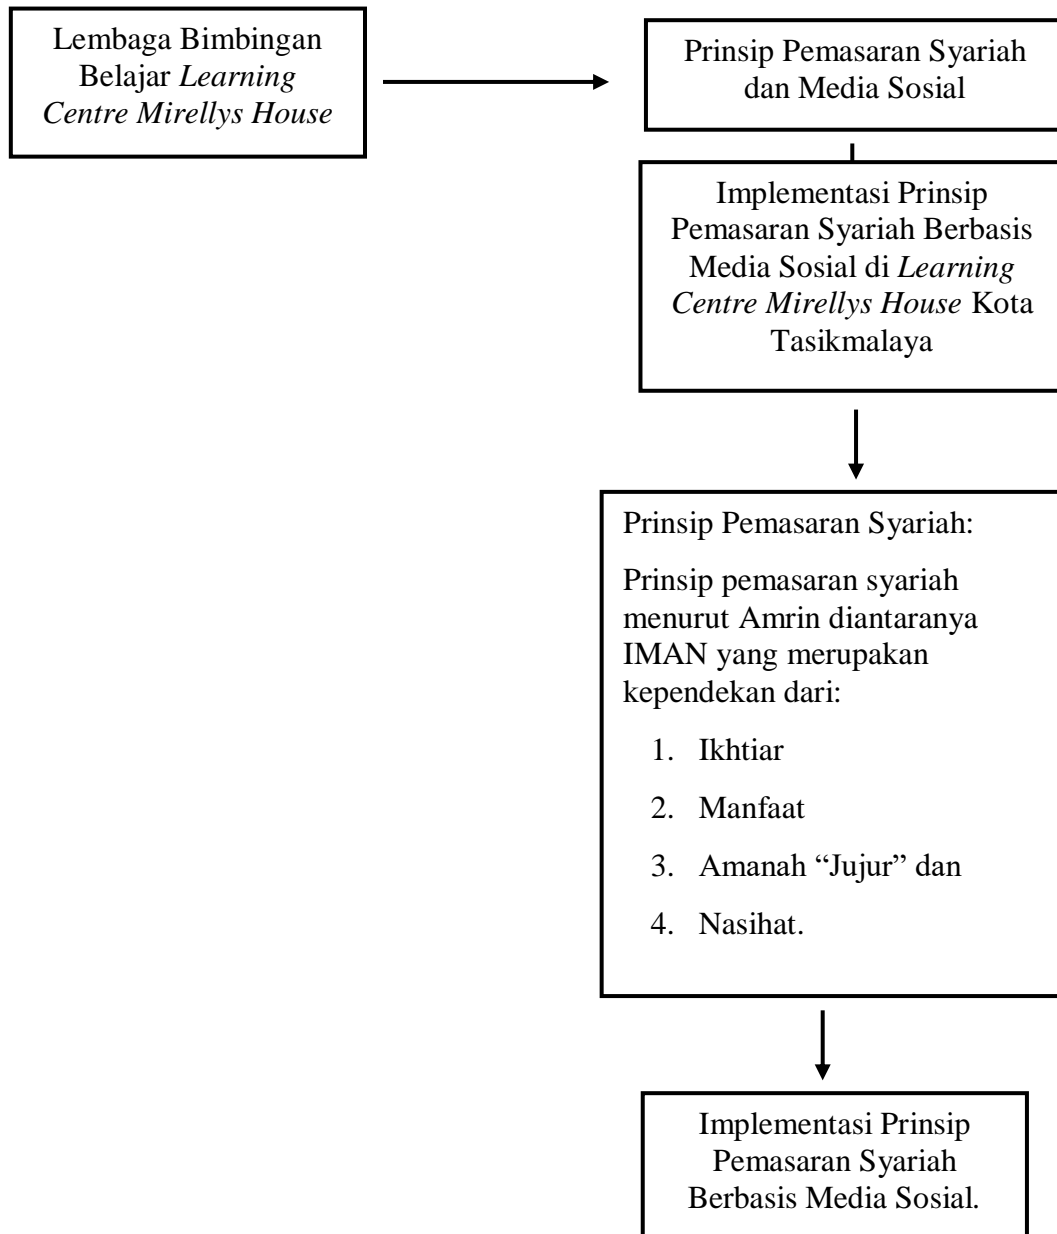 Lembaga Bimbingan
Belajar Learning
Centre Mirellys House
Prinsip Pemasaran Syariah
dan Media Sosial
Implementasi Prinsip
Pemasaran Syariah Berbasis
Media Sosial di Learning
Centre Mirellys House Kota
Tasikmalaya
Prinsip Pemasaran Syariah:
Prinsip pemasaran syariah
menurut Amrin diantaranya
IMAN yang merupakan
kependekan dari:
1. Ikhtiar
2. Manfaat
3. Amanah “Jujur” dan
4. Nasihat.
Implementasi Prinsip
Pemasaran Syariah
Berbasis Media Sosial.